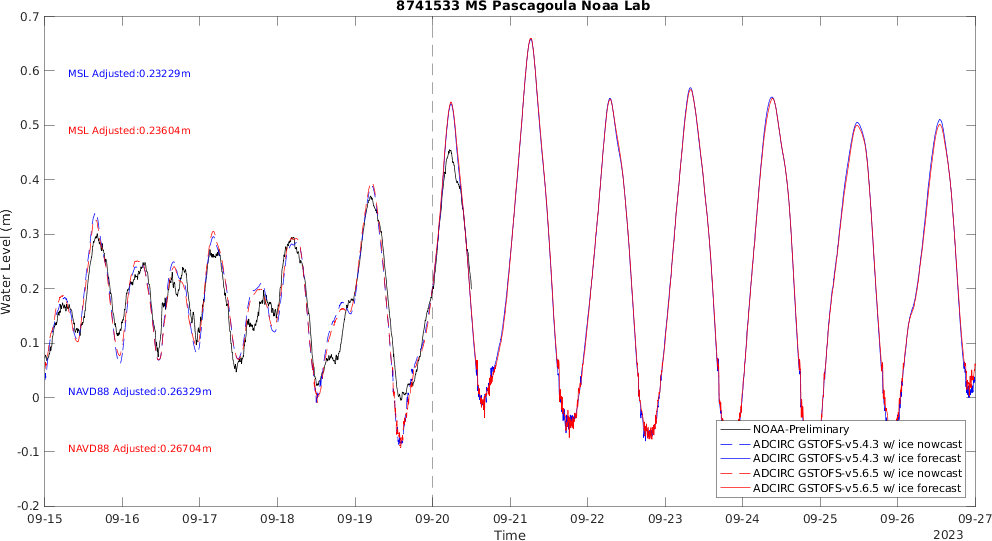 8741533 MS Pascagoula Noaa Lab
0.7
0.6
0.5
0.4
0.3
0.2
0.1
0
-0.1
-0.2
Water Level (m)
MSL Adjusted:0.23229m
MSL Adjusted:0.23604m
NAVD88 Adjusted:0.26329m
NAVD88 Adjusted:0.26704m
NOAA-Preliminary
ADCIRC GSTOFS-v5.4.3 w/ ice nowcast
ADCIRC GSTOFS-v5.4.3 w/ ice forecast
ADCIRC GSTOFS-v5.6.5 w/ ice nowcast
ADCIRC GSTOFS-v5.6.5 w/ ice forecast
09-15 09-16 09-17 09-18 09-19 09-20 09-21 09-22 09-23 09-24 09-25 09-26 09-27
Time
2023